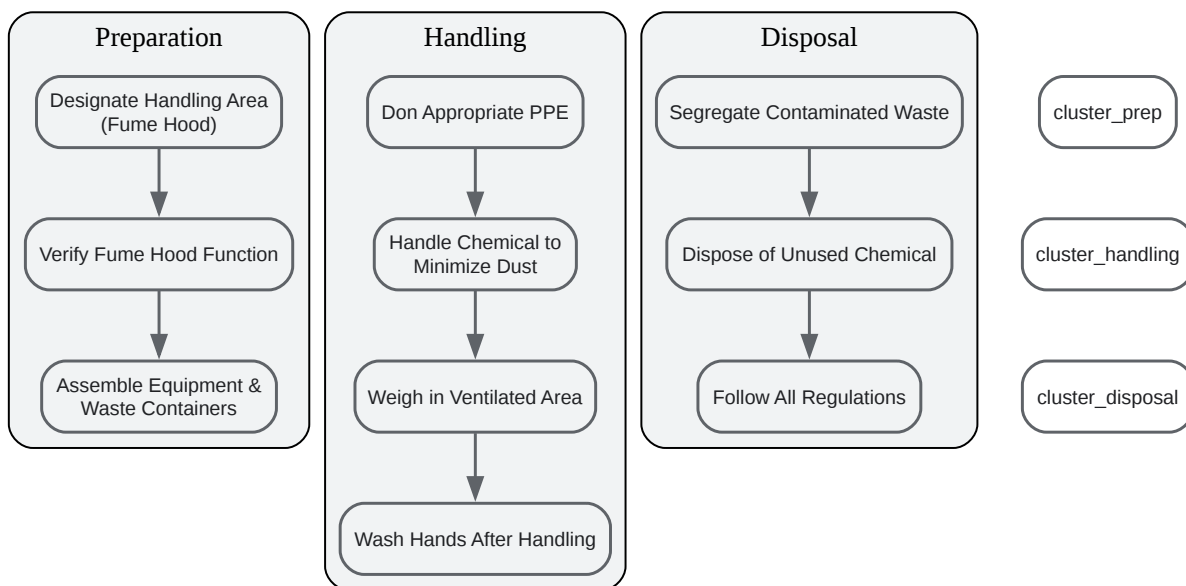 Preparation
Designate Handling Area
(Fume Hood)
Verify Fume Hood Function
Assemble Equipment &
Waste Containers
Handling
Don Appropriate PPE
Handle Chemical to
Minimize Dust
Weigh in Ventilated Area
Wash Hands After Handling
Disposal
Segregate Contaminated Waste
Dispose of Unused Chemical
Follow All Regulations
cluster_prep
cluster_handling
cluster_disposal